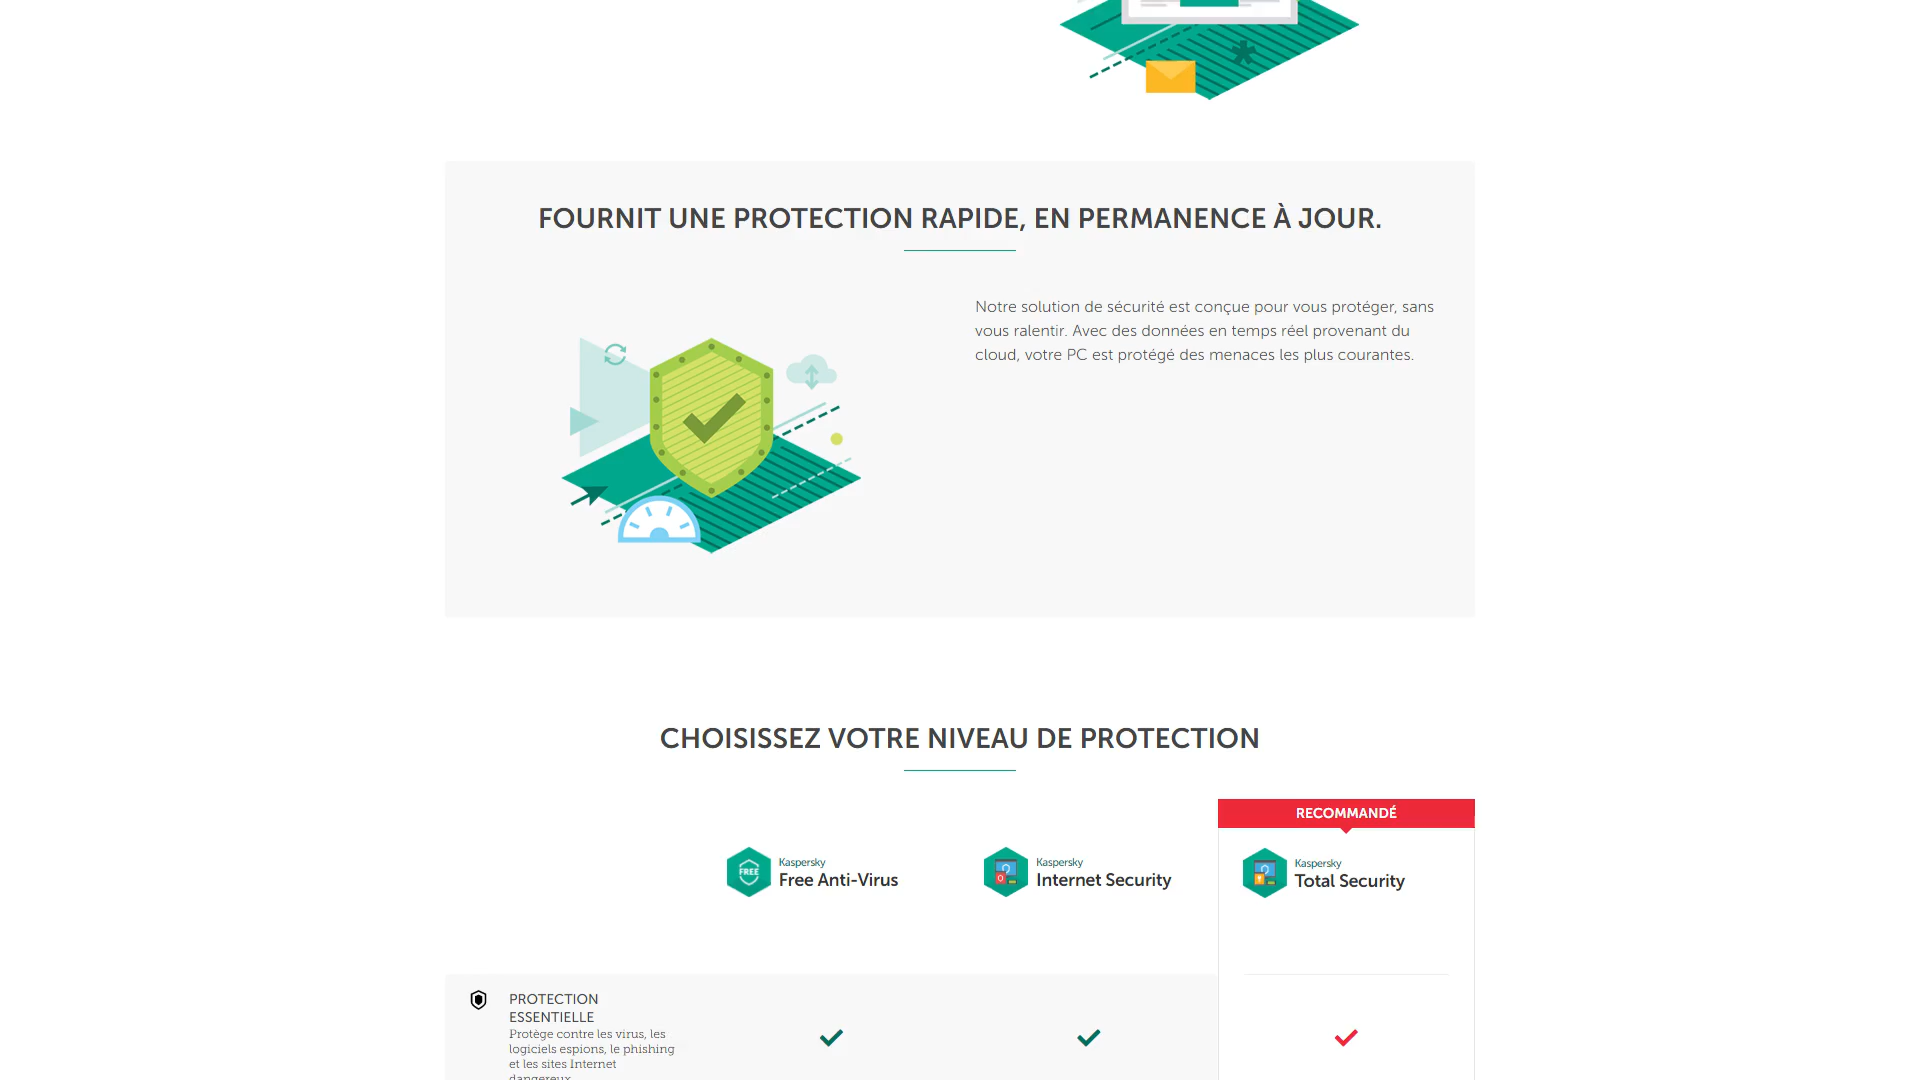 FOURNIT UNE PROTECTION RAPIDE, EN PERMANENCE À JOUR.
Notre solution de sécurité est conçue pour vous protéger, sans
vous ralentir. Avec des données en temps réel provenant du
cloud, votre PC est protégé des menaces les plus courantes.
CHOISISSEZ VOTRE NIVEAU DE PROTECTION
RECOMMANDÉ
FREE
Kaspersky
Free Anti-Virus
Kaspersky
Internet Security
Kaspersky
Total Security
PROTECTION
ESSENTIELLE
Protège contre les virus, les
logiciels espions, le phishing
et les sites Internet
dangereux